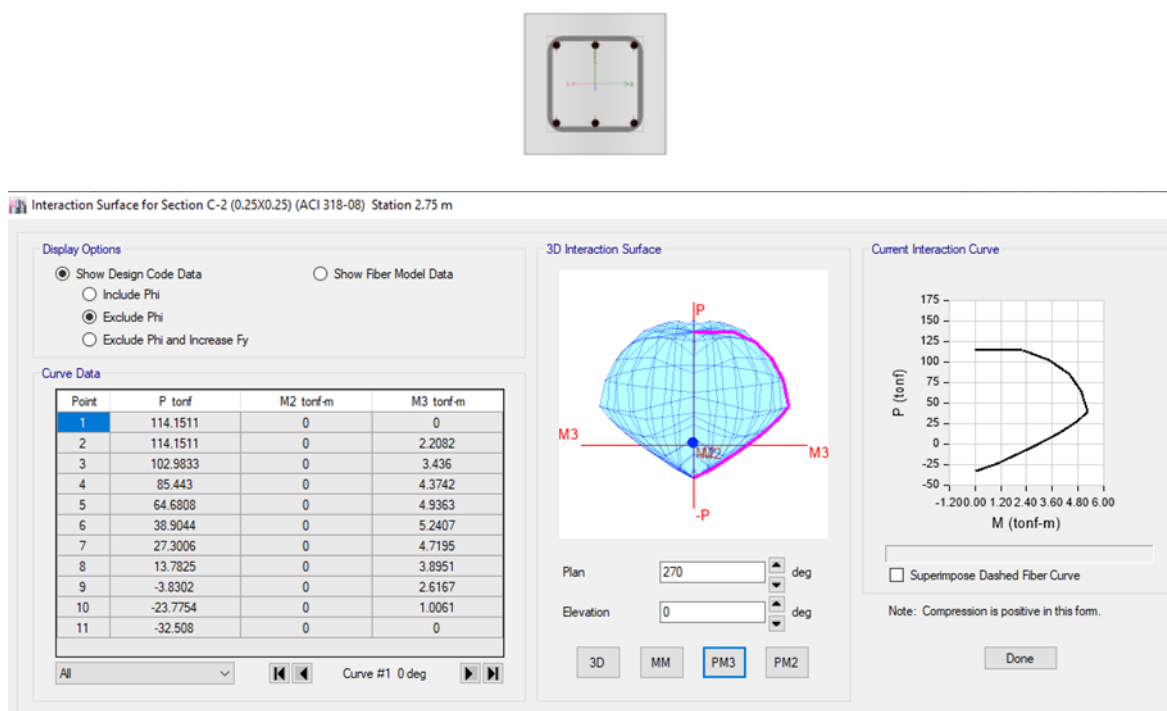 Interaction Surface for Section C-2 (0.25X0.25) (ACI 318-08) Station 2.75 m
Display Options
Show Design Code Data
Show Fiber Model Data
Include Phi
Exclude Phi
Exclude Phi and Increase Fy
Curve Data
Point P tonf M2 tonf-m M3 tonf-m
1 114.1511 0 0
2 114.1511 0 2.2082
3 102.9833 0 3.436
4 85.443 0 4.3742
5 64.6808 0 4.9363
6 38.9044 0 5.2407
7 27.3006 0 4.7195
8 13.7825 0 3.8951
9 -3.8302 0 2.6167
10 -23.7754 0 1.0061
11 -32.508 0 0
All
Curve #1 0 deg
3D Interaction Surface
P
M3
M3
-P
Plan 270 deg
Elevation 0 deg
3D MM PM3 PM2
Current Interaction Curve
175
150
125
100
75
50
25
0
-25
-50
P (tonf)
-1.200.00 1.202.40 3.60 4.80 6.00
M (tonf-m)
Superimpose Dashed Fiber Curve
Note: Compression is positive in this form.
Done